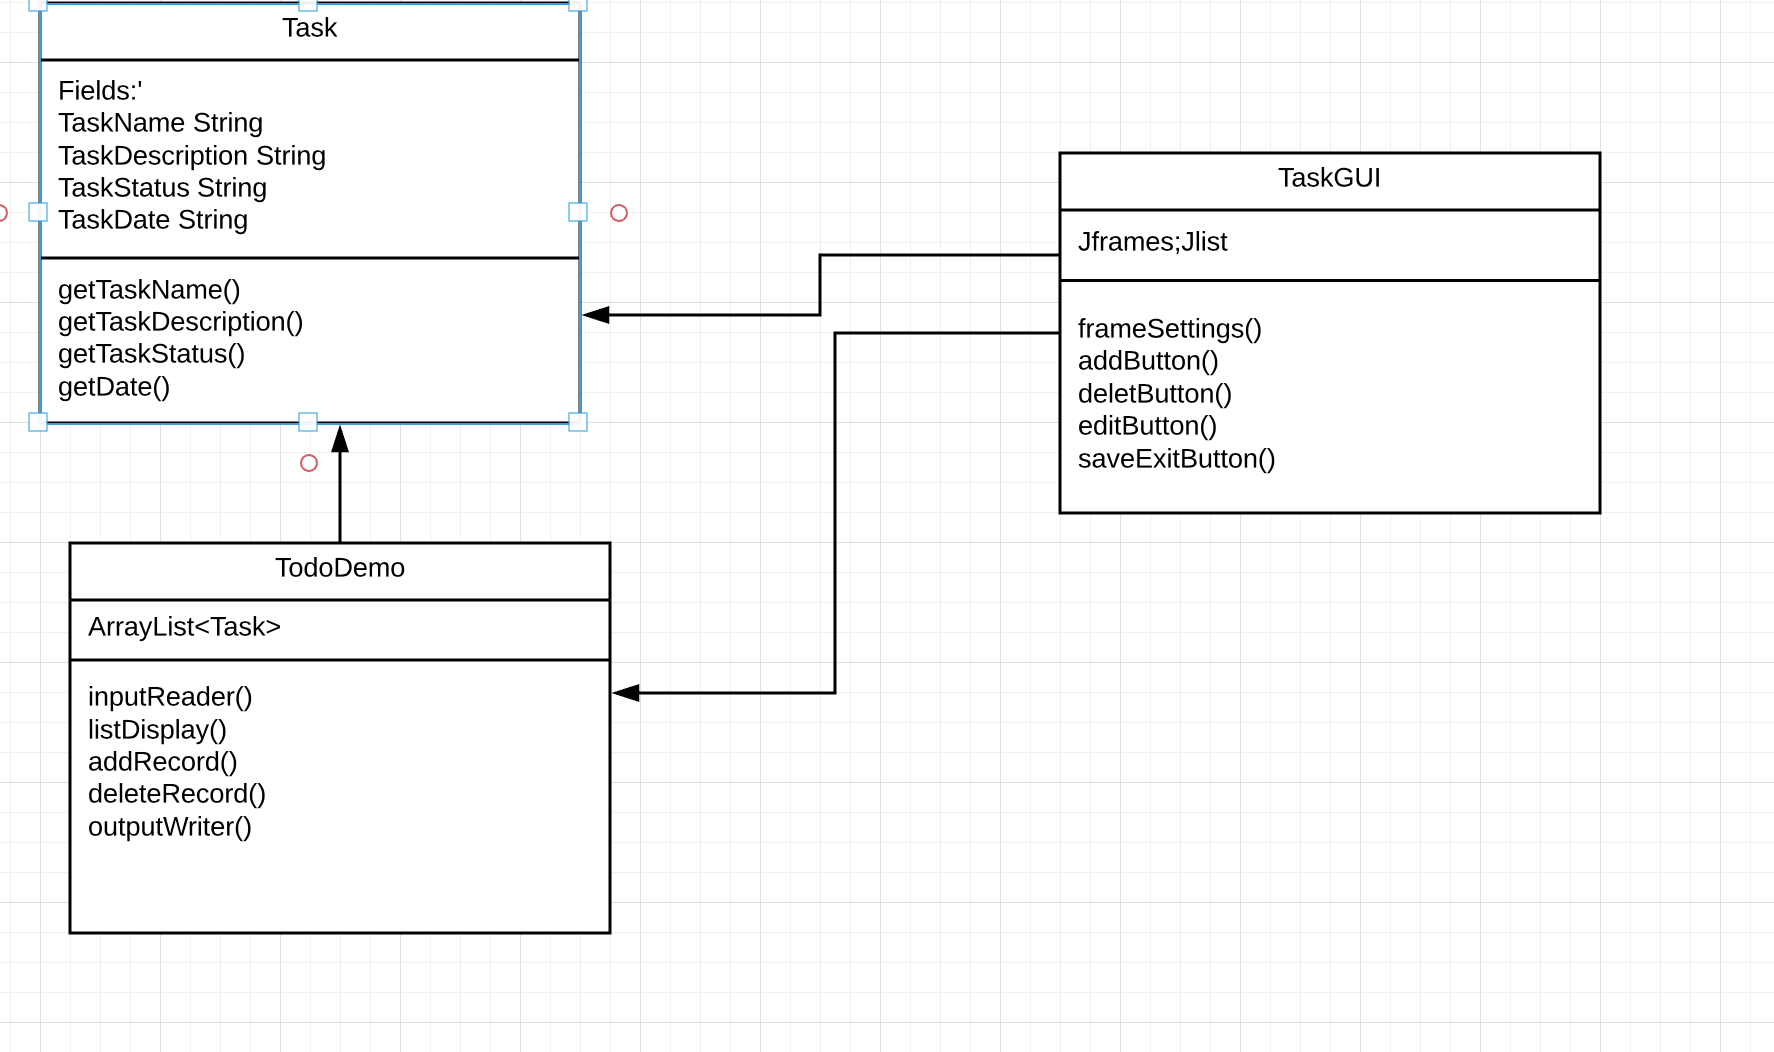 Task
Fields:'
TaskName String
TaskDescription String
TaskStatus String
TaskDate String
getTaskName()
getTaskDescription()
getTaskStatus()
getDate()
TaskGUI
Jframes;Jlist
frameSettings()
addButton()
deletButton()
editButton()
saveExitButton()
TodoDemo
ArrayList<Task>
inputReader()
listDisplay()
addRecord()
deleteRecord()
outputWriter()